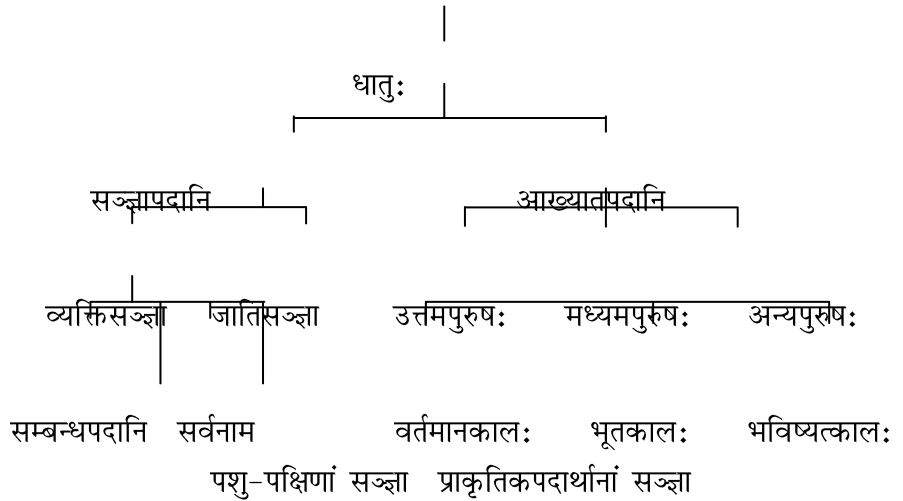 धातु:
सञ्ज्ञापदानि आख्यातपदानि
व्यक्तिसञ्ज्ञा जातिसञ्ज्ञा उत्तमपुरुष: मध्यमपुरुष: अन्यपुरुष:
सम्बन्धपदानि सर्वनाम वर्तमानकाल: भूतकाल: भविष्यत्काल:
पशु-पक्षिणां सञ्ज्ञा प्राकृतिकपदार्थानां सञ्ज्ञा